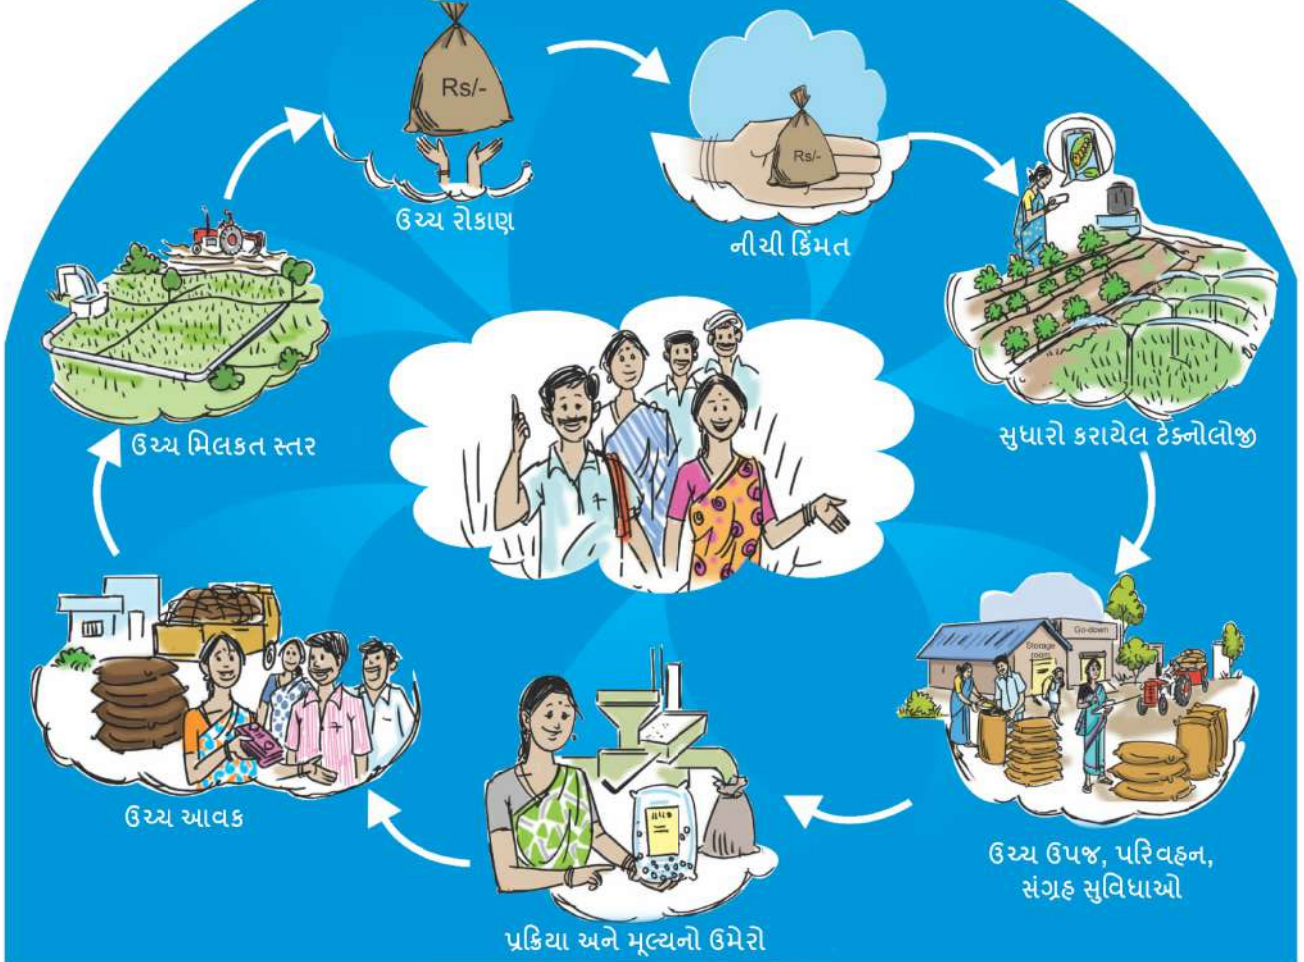 Rs/-
ઉચ્ચ રોકાણ
Rs/-
નીચી કિંમત
સુધારો કરાયેલ ટેક્નોલોજી
Storage
room
Go-down
ઉચ્ચ ઉપજ, પરિવહન,
સંગ્રહ સુવિધાઓ
પ્રક્રિયા અને મૂલ્યનો ઉમેરો
ઉચ્ચ આવક
ઉચ્ચ મિલકત સ્તર